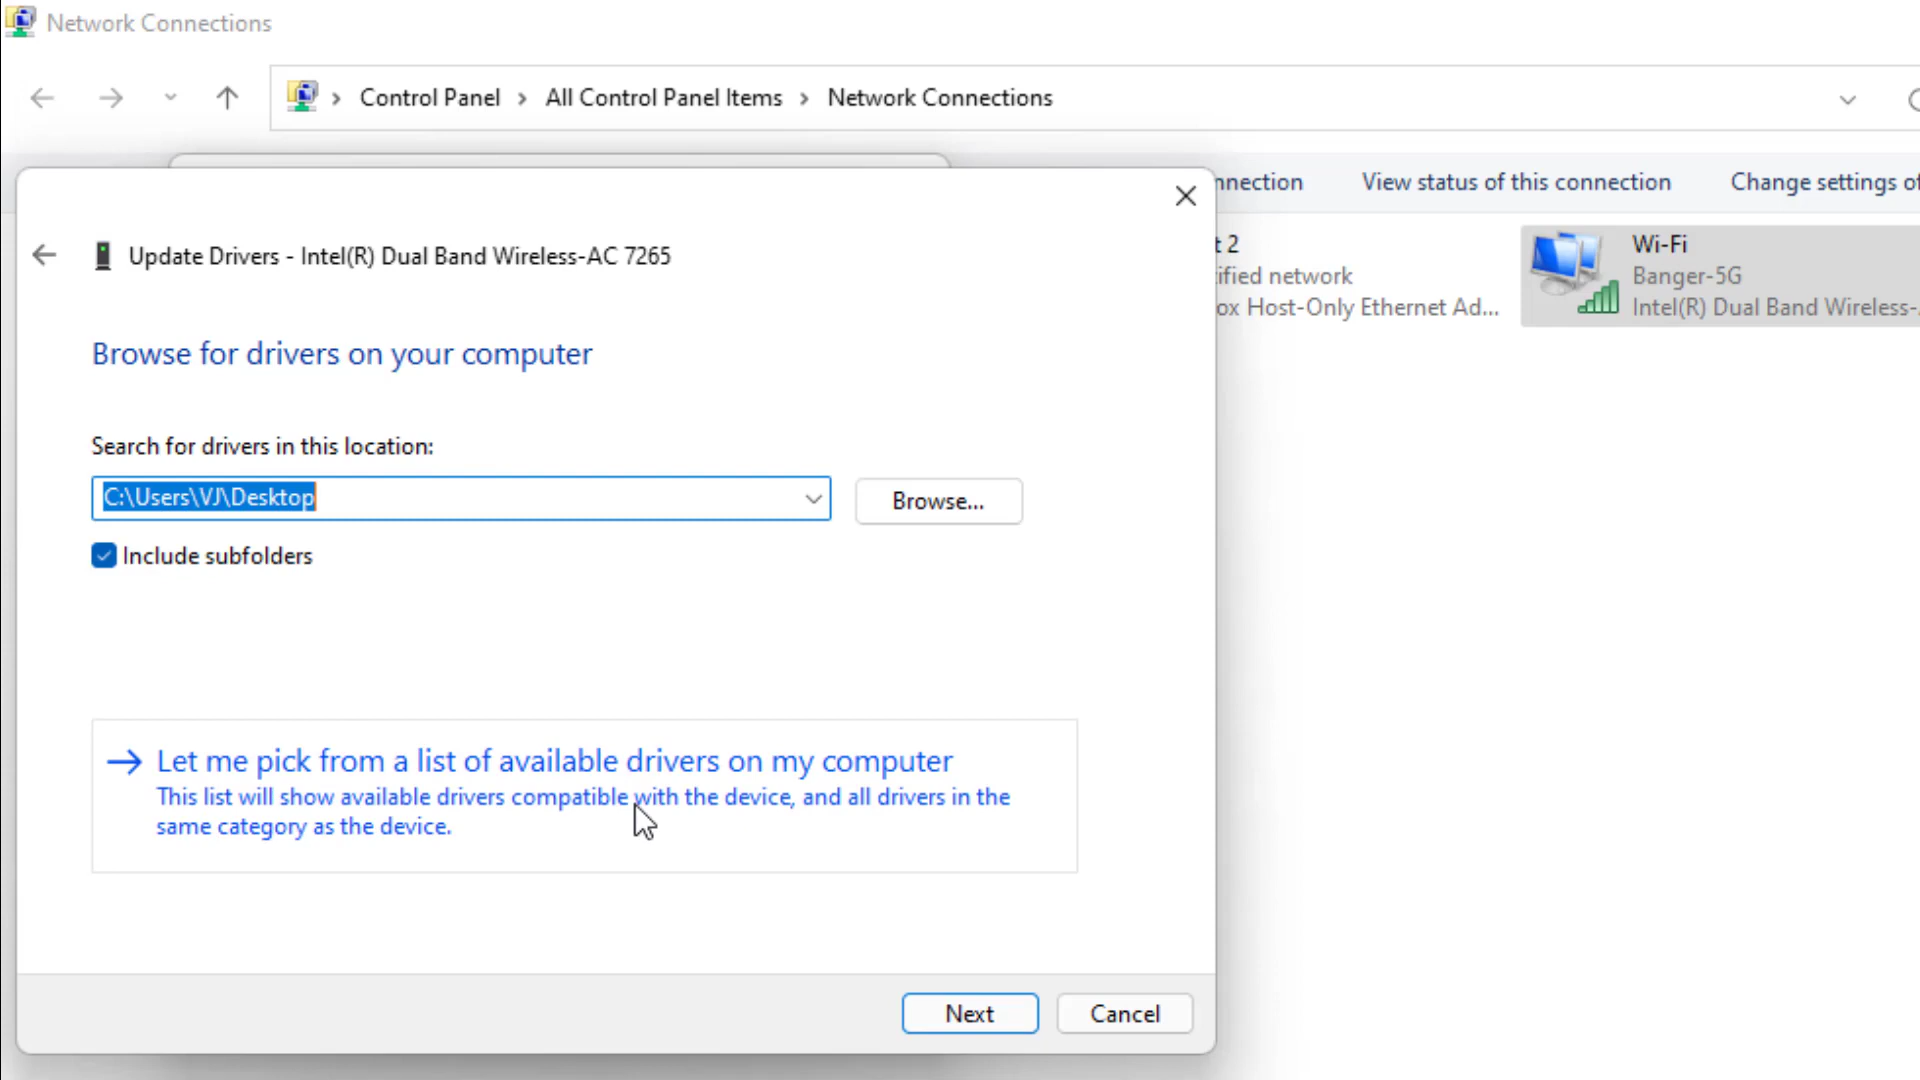 Network Connections
Control Panel > All Control Panel Items > Network Connections
nnection View status of this connection Change settings of
Update Drivers - Intel(R) Dual Band Wireless-AC 7265
Browse for drivers on your computer
Search for drivers in this location:
C:\Users\VJ\Desktop
Browse...
Include subfolders
Let me pick from a list of available drivers on my computer
This list will show available drivers compatible with the device, and all drivers in the
same category as the device.
Next Cancel
t 2
ified network
ox Host-Only Ethernet Ad...
Wi-Fi
Banger-5G
Intel(R) Dual Band Wireless-